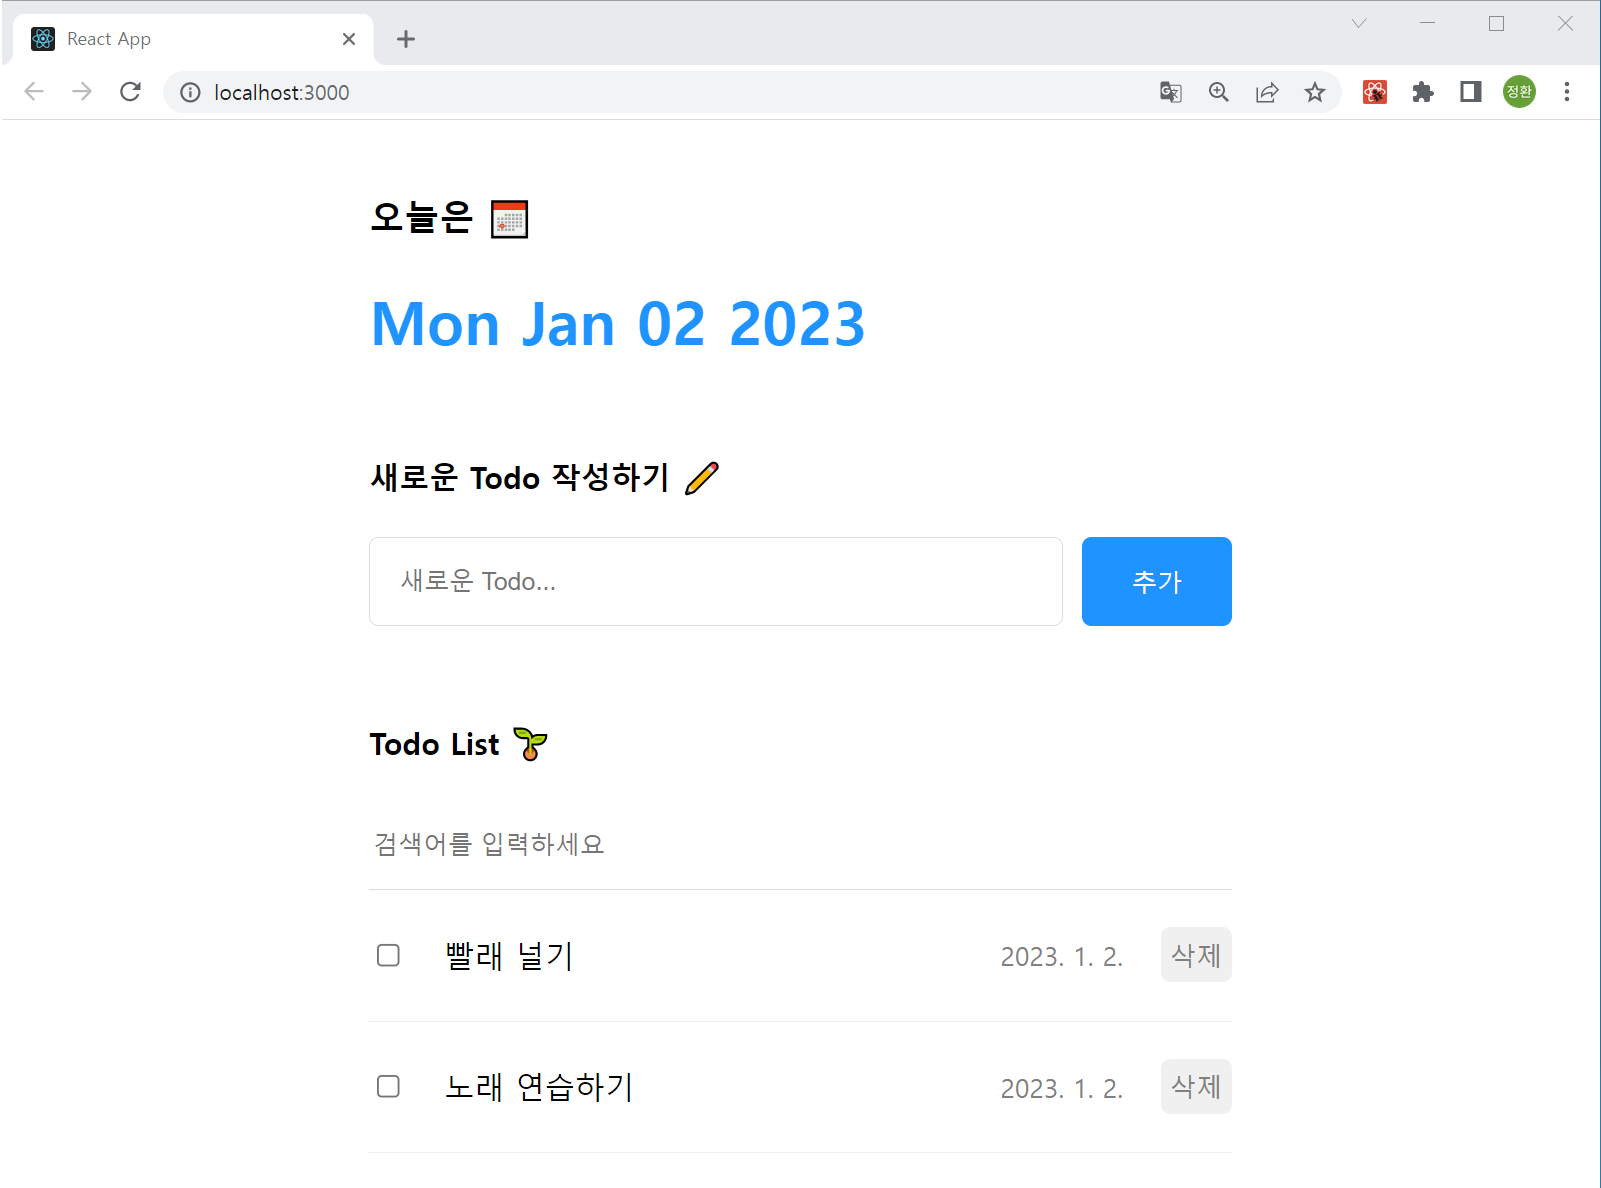 React App
localhost:3000
정환
오늘은 📅
Mon Jan 02 2023
새로운 Todo 작성하기 ✏️
새로운 Todo...
추가
Todo List 🌱
검색어를 입력하세요
빨래 널기 2023. 1. 2. 삭제
노래 연습하기 2023. 1. 2. 삭제